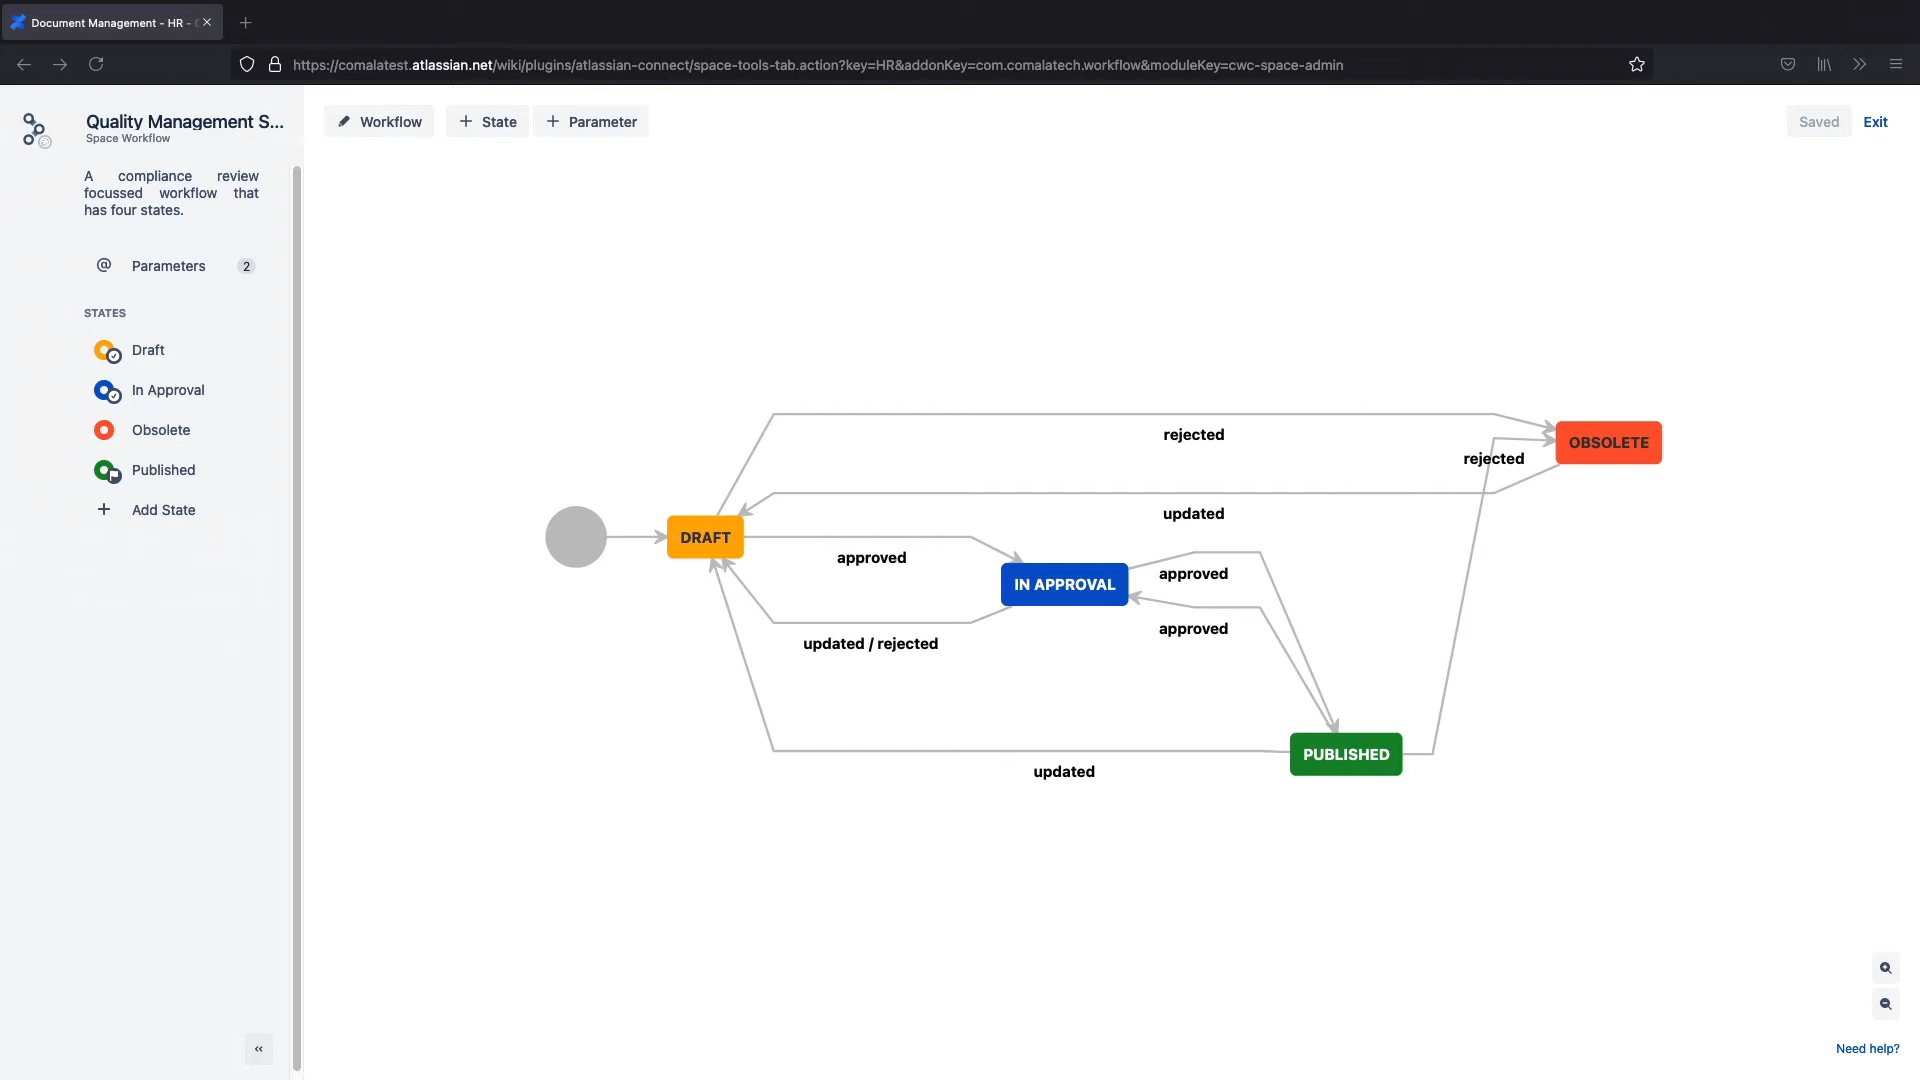 Document Management - HR -
https://comalatest.atlassian.net/wiki/plugins/atlassian-connect/space-tools-tab.action?key=HR&addonKey=com.comalatech.workflow&moduleKey=cwc-space-admin
Quality Management S...
Space Workflow
A compliance review
focussed workflow that
has four states.
@ Parameters 2
STATES
Draft
In Approval
Obsolete
Published
+ Add State
Workflow
+ State
+ Parameter
Saved
Exit
rejected
OBSOLETE
rejected
updated
DRAFT
approved
IN APPROVAL
approved
approved
updated / rejected
PUBLISHED
updated
Need help?